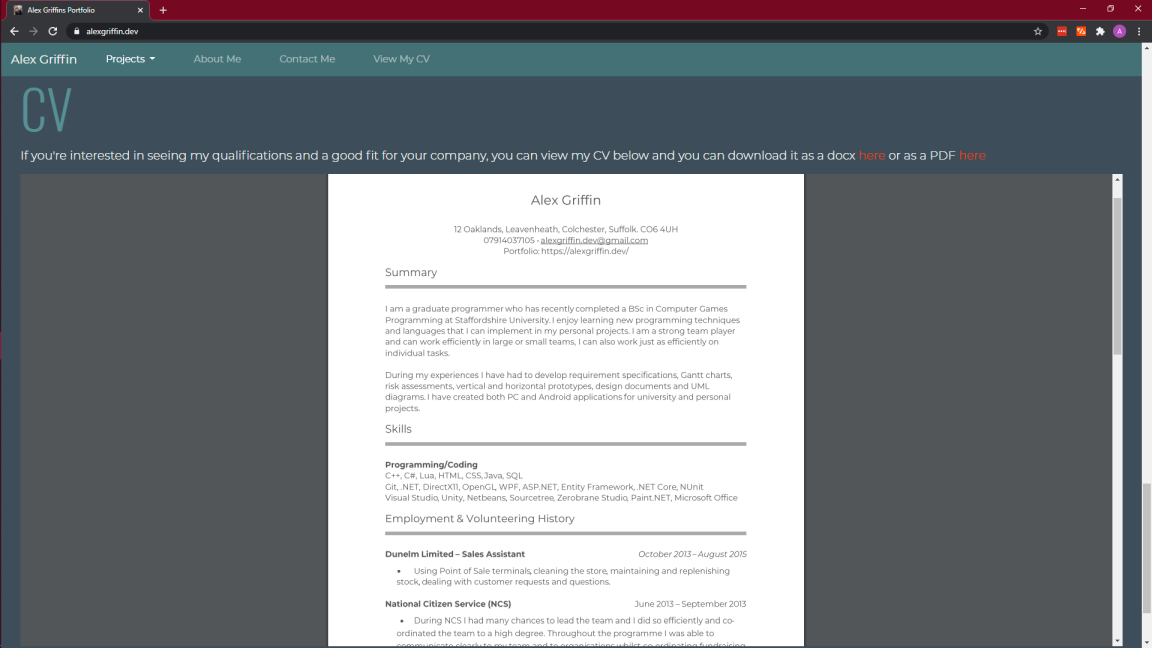 Alex Griffins Portfolio
alexgriffin.dev
A
Alex Griffin Projects About Me Contact Me View My CV
CV
If you're interested in seeing my qualifications and a good fit for your company, you can view my CV below and you can download it as a docx here or as a PDF here
Alex Griffin
12 Oaklands, Leavenheath, Colchester, Suffolk. CO6 4UH
07914037105 - alexgriffin.dev@gmail.com
Portfolio: https://alexgriffin.dev/
Summary
I am a graduate programmer who has recently completed a BSc in Computer Games
Programming at Staffordshire University. I enjoy learning new programming techniques
and languages that I can implement in my personal projects. I am a strong team player
and can work efficiently in large or small teams, I can also work just as efficiently on
individual tasks.
During my experiences I have had to develop requirement specifications, Gantt charts,
risk assessments, vertical and horizontal prototypes, design documents and UML
diagrams. I have created both PC and Android applications for university and personal
projects.
Skills
Programming/Coding
C++, C#, Lua, HTML, CSS, Java, SQL
Git, .NET, DirectX11, OpenGL, WPF, ASP.NET, Entity Framework, .NET Core, NUnit
Visual Studio, Unity, Netbeans, Sourcetree, Zerobrane Studio, Paint.NET, Microsoft Office
Employment & Volunteering History
Dunelm Limited – Sales Assistant October 2013 – August 2015
• Using Point of Sale terminals, cleaning the store, maintaining and replenishing
stock, dealing with customer requests and questions.
National Citizen Service (NCS) June 2013 – September 2013
• During NCS I had many chances to lead the team and I did so efficiently and co-
ordinated the team to a high degree. Throughout the programme I was able to
communicate clearly to my team and to organisations whilst co-ordinating fundraising